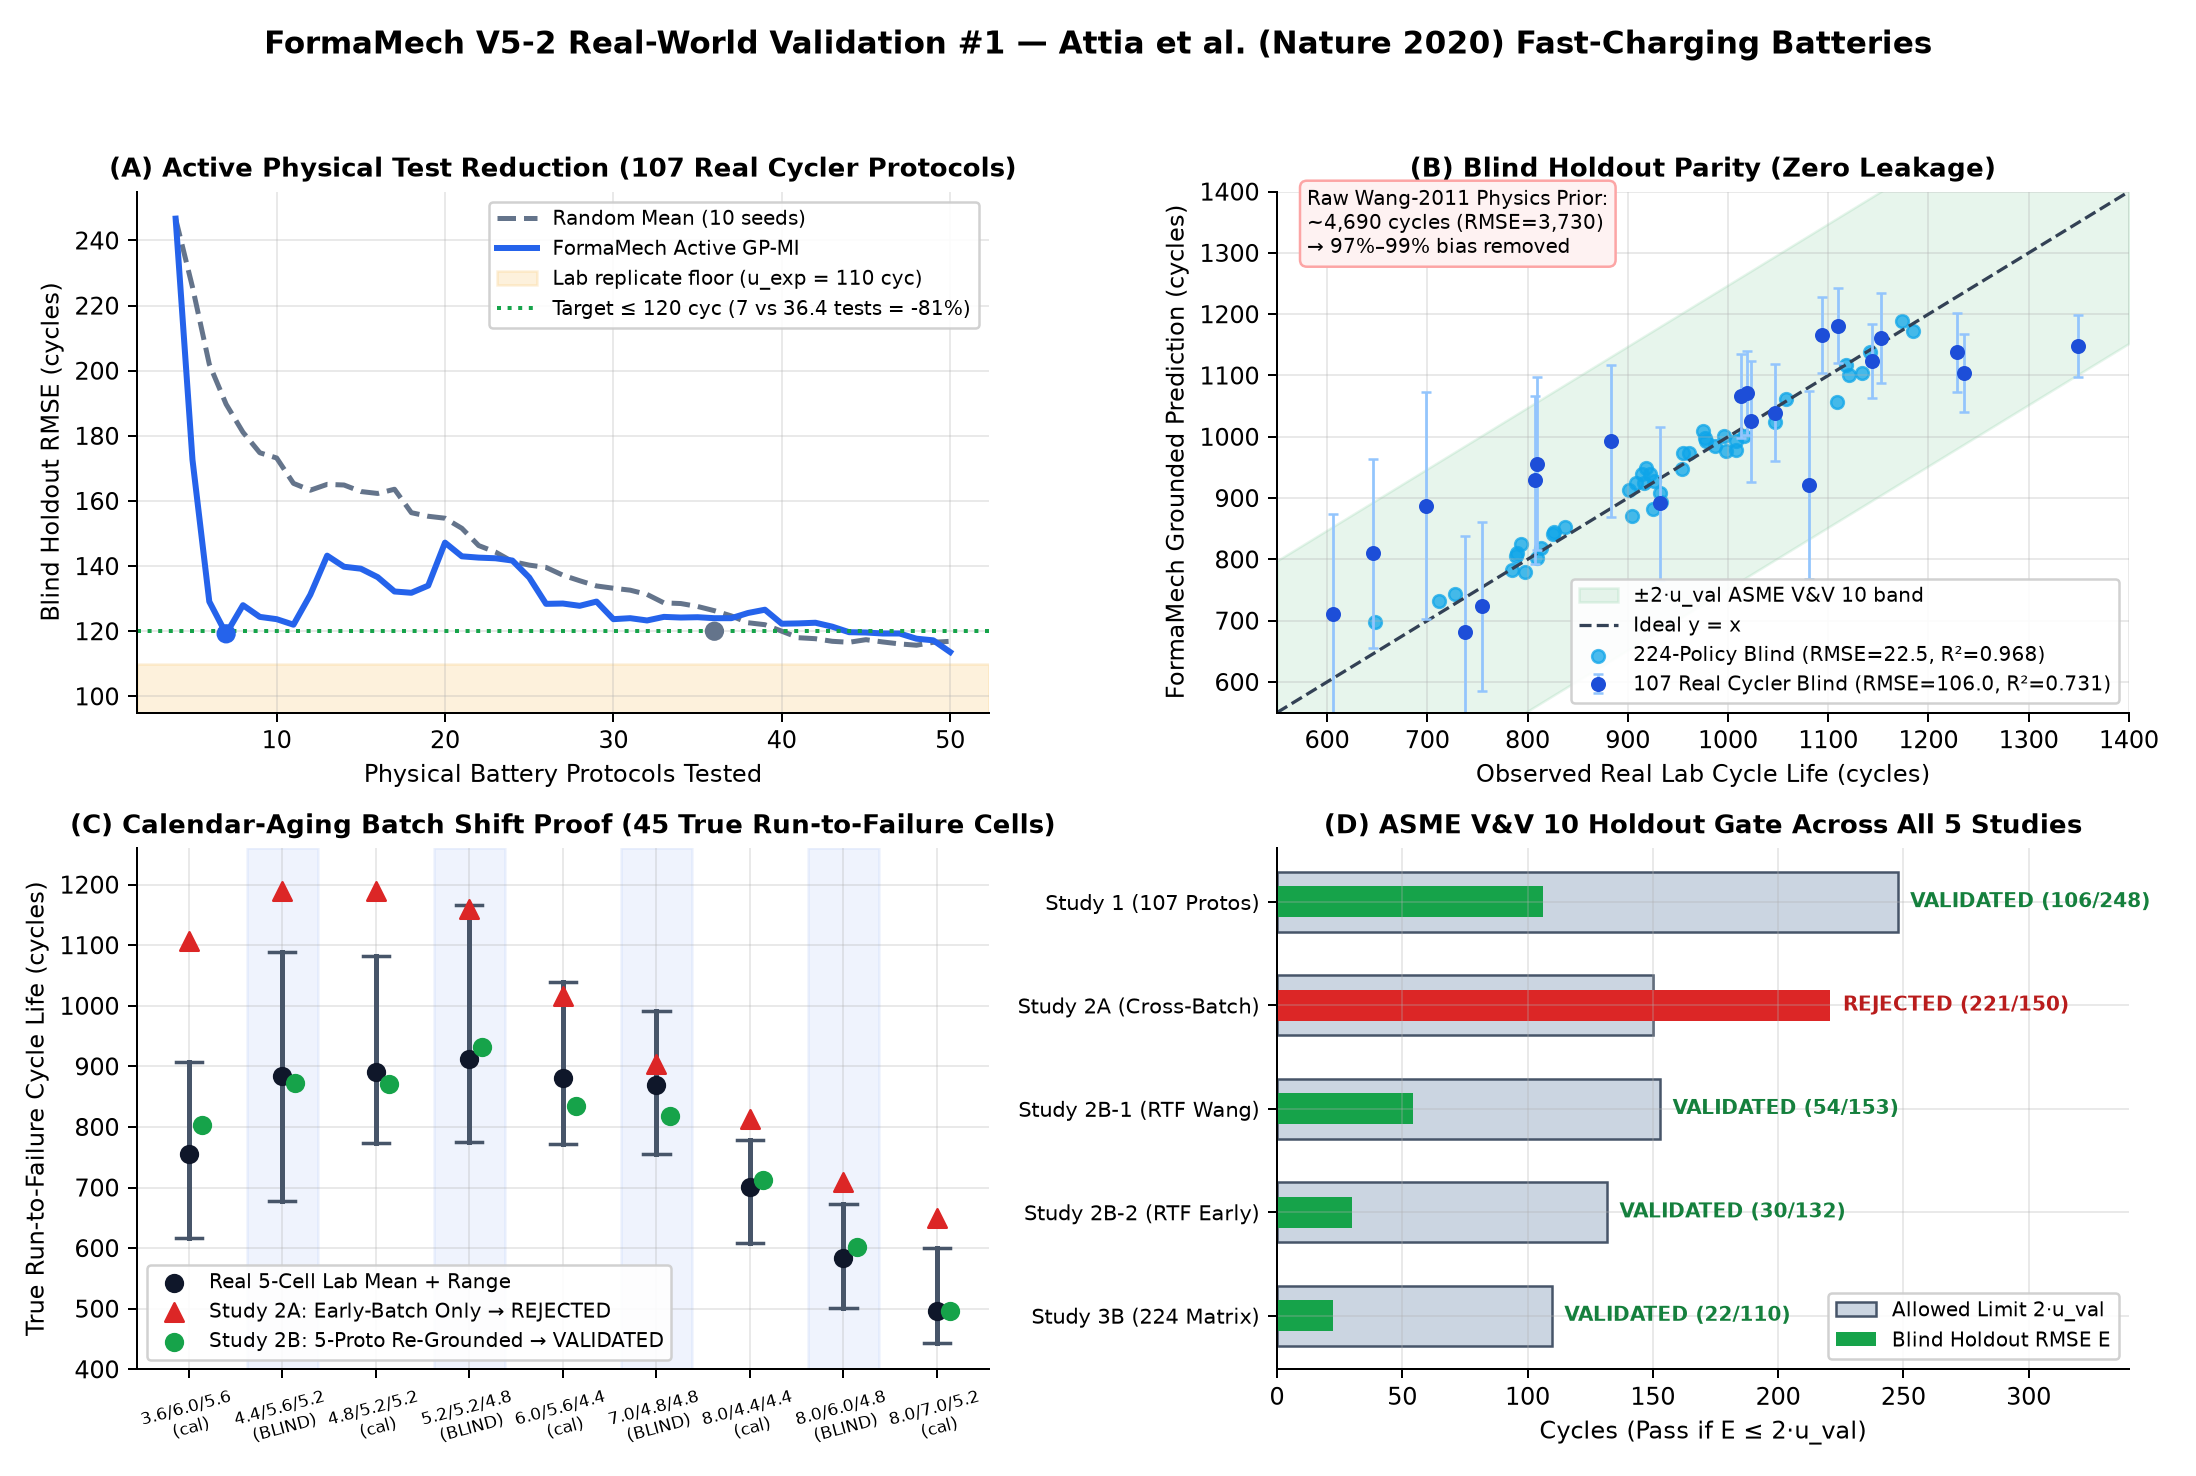 FormaMech V5-2 Real-World Validation #1 — Attia et al. (Nature 2020) Fast-Charging Batteries
(A) Active Physical Test Reduction (107 Real Cycler Protocols)
Blind Holdout RMSE (cycles)
240
220
200
180
160
140
120
100
Random Mean (10 seeds)
FormaMech Active GP-MI
Lab replicate floor (u_exp = 110 cyc)
Target ≤ 120 cyc (7 vs 36.4 tests = -81%)
10
20
30
40
50
Physical Battery Protocols Tested
(B) Blind Holdout Parity (Zero Leakage)
FormaMech Grounded Prediction (cycles)
1400
1300
1200
1100
1000
900
800
700
600
Raw Wang-2011 Physics Prior:
~4,690 cycles (RMSE=3,730)
→ 97%–99% bias removed
±2·u_val ASME V&V 10 band
Ideal y = x
224-Policy Blind (RMSE=22.5, R²=0.968)
107 Real Cycler Blind (RMSE=106.0, R²=0.731)
600
700
800
900
1000
1100
1200
1300
1400
Observed Real Lab Cycle Life (cycles)
(C) Calendar-Aging Batch Shift Proof (45 True Run-to-Failure Cells)
True Run-to-Failure Cycle Life (cycles)
1200
1100
1000
900
800
700
600
500
400
Real 5-Cell Lab Mean + Range
Study 2A: Early-Batch Only → REJECTED
Study 2B: 5-Proto Re-Grounded → VALIDATED
3.6/6.0/5.6
(cal)
4.4/5.6/5.2
(BLIND)
4.8/5.2/5.2
(cal)
5.2/5.2/4.8
(BLIND)
6.0/5.6/4.4
(cal)
7.0/4.8/4.8
(BLIND)
8.0/4.4/4.4
(cal)
8.0/6.0/4.8
(BLIND)
8.0/7.0/5.2
(cal)
(D) ASME V&V 10 Holdout Gate Across All 5 Studies
Study 1 (107 Protos)
VALIDATED (106/248)
Study 2A (Cross-Batch)
REJECTED (221/150)
Study 2B-1 (RTF Wang)
VALIDATED (54/153)
Study 2B-2 (RTF Early)
VALIDATED (30/132)
Study 3B (224 Matrix)
VALIDATED (22/110)
Allowed Limit 2·u_val
Blind Holdout RMSE E
0
50
100
150
200
250
300
Cycles (Pass if E ≤ 2·u_val)